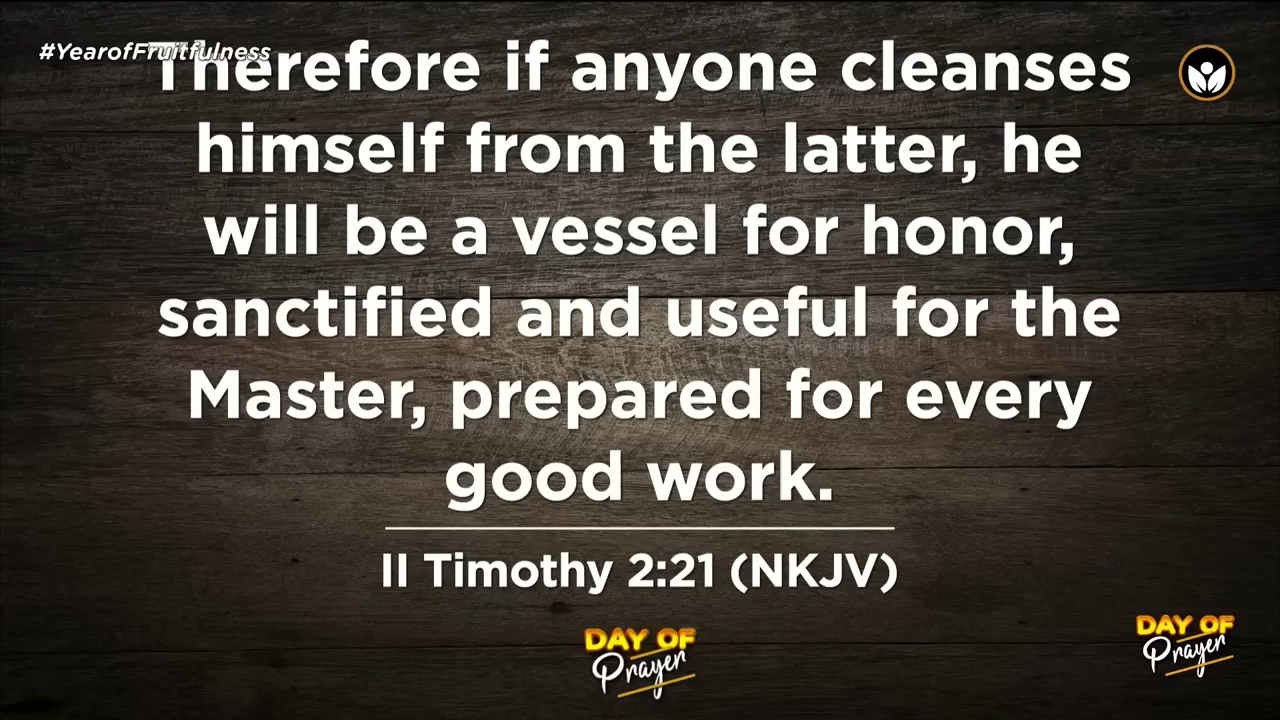 #YearofFruitfulness
Therefore if anyone cleanses
himself from the latter, he
will be a vessel for honor,
sanctified and useful for the
Master, prepared for every
good work.
II Timothy 2:21 (NKJV)
DAY OF
Prayer
DAY OF
Prayer